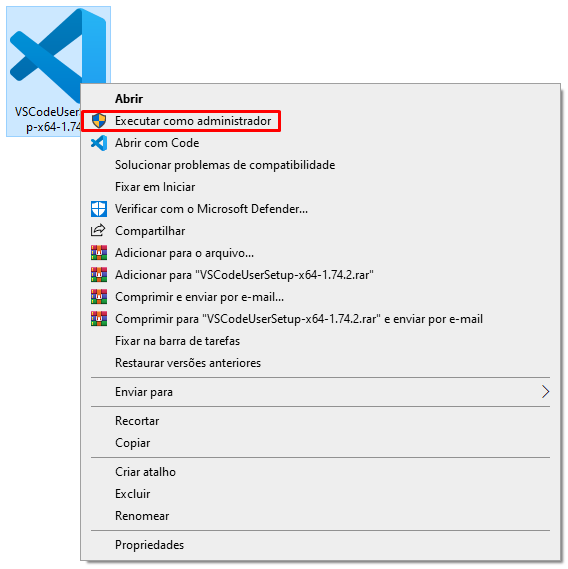 VSCodeUser
p-x64-1.74
Abrir
Executar como administrador
Abrir com Code
Solucionar problemas de compatibilidade
Fixar em Iniciar
Verificar com o Microsoft Defender...
Compartilhar
Adicionar para o arquivo...
Adicionar para "VSCodeUserSetup-x64-1.74.2.rar"
Comprimir e enviar por e-mail...
Comprimir para "VSCodeUserSetup-x64-1.74.2.rar" e enviar por e-mail
Fixar na barra de tarefas
Restaurar versões anteriores
Enviar para
Recortar
Copiar
Criar atalho
Excluir
Renomear
Propriedades